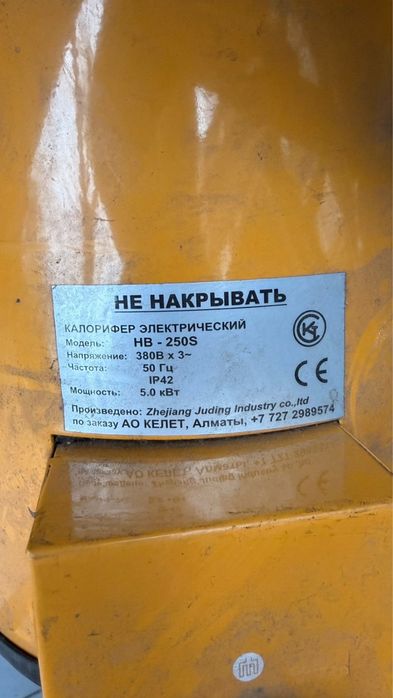 НЕ НАКРЫВАТЬ
КАЛОРИФЕР ЭЛЕКТРИЧЕСКИЙ
Модель: HB - 250S
Напряжение: 380В x 3~
Частота: 50 Гц
IP42
Мощность: 5.0 кВт
CE
Произведено: Zhejiang Juding Industry co.,ltd
по заказу АО КЕЛЕТ, Алматы, +7 727 2989574